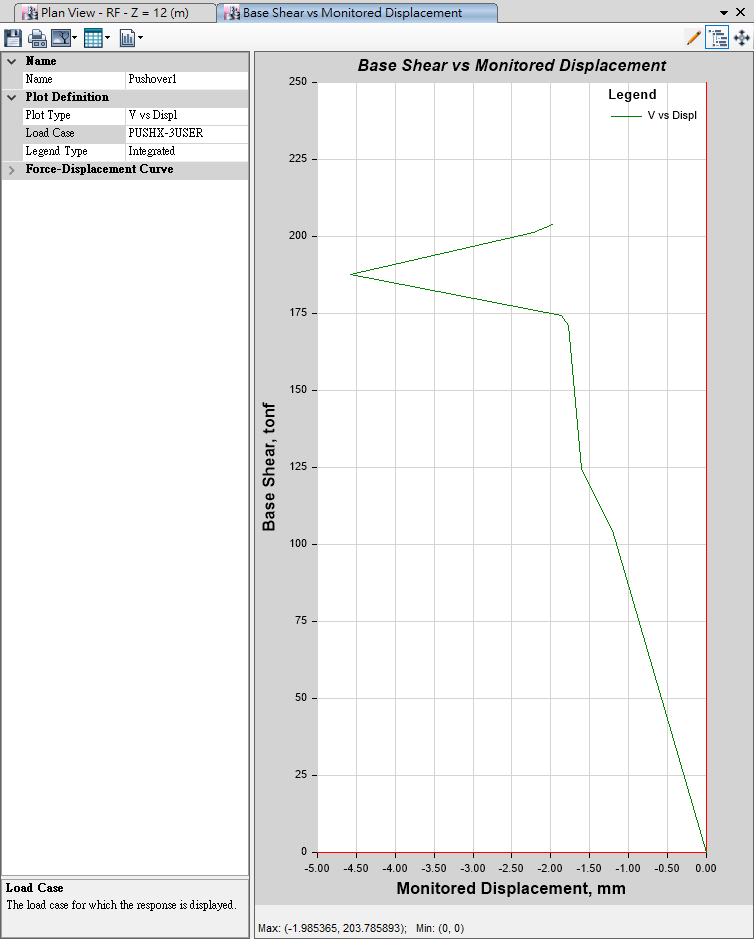 Plan View - RF - Z = 12 (m)
Base Shear vs Monitored Displacement
Name
Name Pushover1
Plot Definition
Plot Type V vs Displ
Load Case PUSHX-3USER
Legend Type Integrated
Force-Displacement Curve
Load Case
The load case for which the response is displayed.
Base Shear vs Monitored Displacement
Legend
V vs Displ
250
225
200
175
150
125
100
75
50
25
0
Base Shear, tonf
-5.00 -4.50 -4.00 -3.50 -3.00 -2.50 -2.00 -1.50 -1.00 -0.50 0.00
Monitored Displacement, mm
Max: (-1.985365, 203.785893); Min: (0, 0)